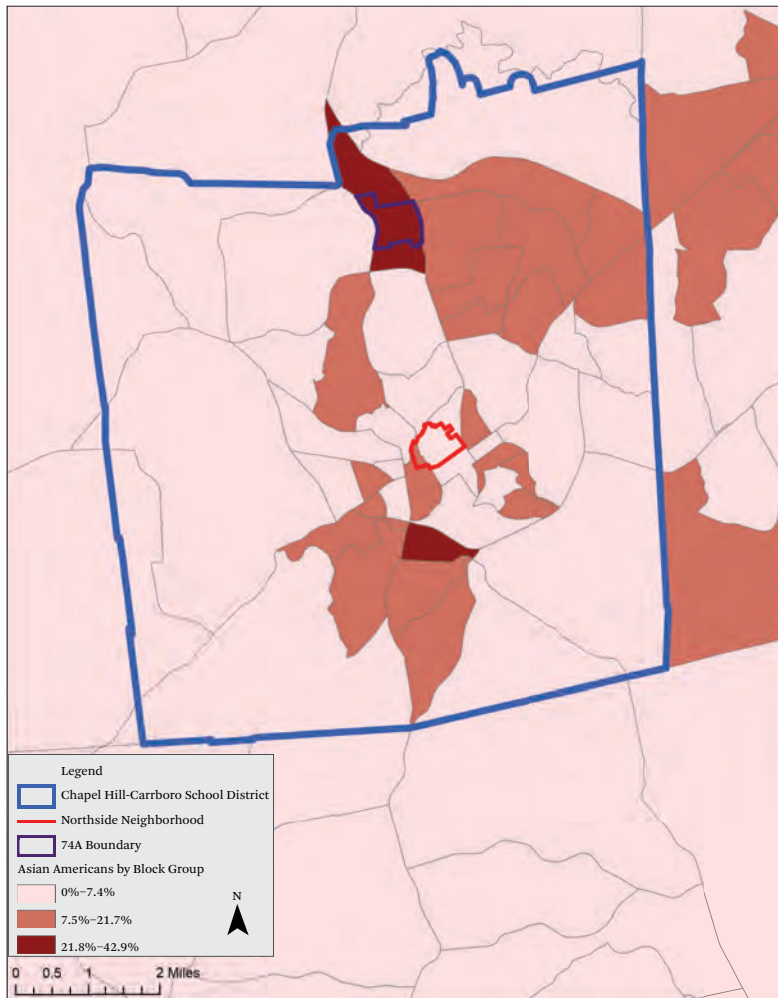 Legend
Chapel Hill-Carrboro School District
Northside Neighborhood
74A Boundary
Asian Americans by Block Group
0%–7.4%
7.5%–21.7%
21.8%–42.9%
N
0 0.5 1 2 Miles